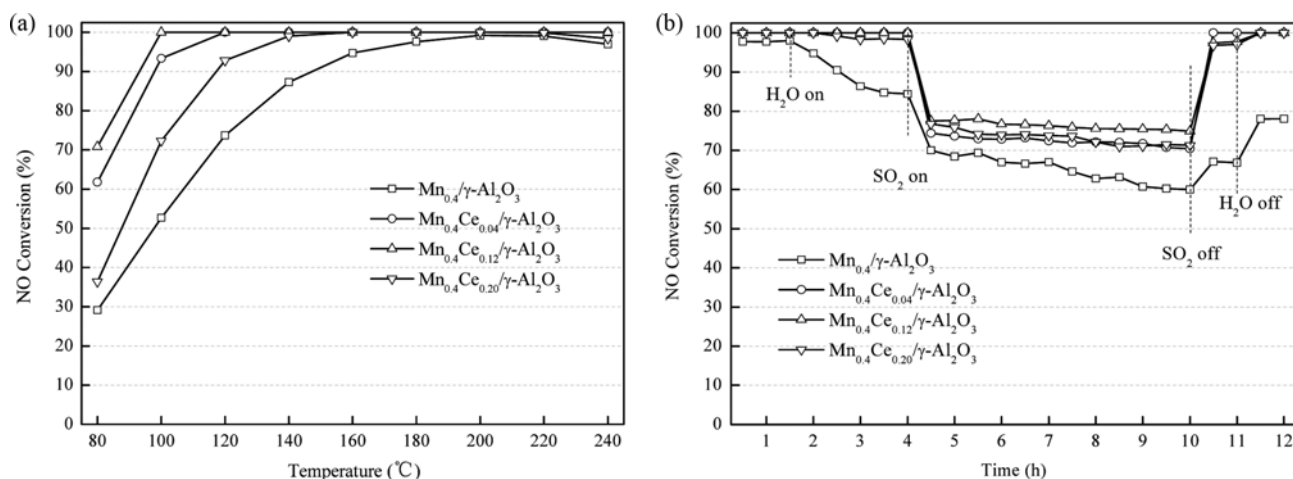 (a)
NO Conversion (%)
100
90
80
70
60
50
40
30
20
10
0
Mn0.4/γ-Al2O3
Mn0.4Ce0.04/γ-Al2O3
Mn0.4Ce0.12/γ-Al2O3
Mn0.4Ce0.20/γ-Al2O3
80 100 120 140 160 180 200 220 240
Temperature (℃)
(b)
NO Conversion (%)
100
90
80
70
60
50
40
30
20
10
0
H2O on
SO2 on
H2O off
SO2 off
Mn0.4/γ-Al2O3
Mn0.4Ce0.04/γ-Al2O3
Mn0.4Ce0.12/γ-Al2O3
Mn0.4Ce0.20/γ-Al2O3
1 2 3 4 5 6 7 8 9 10 11 12
Time (h)